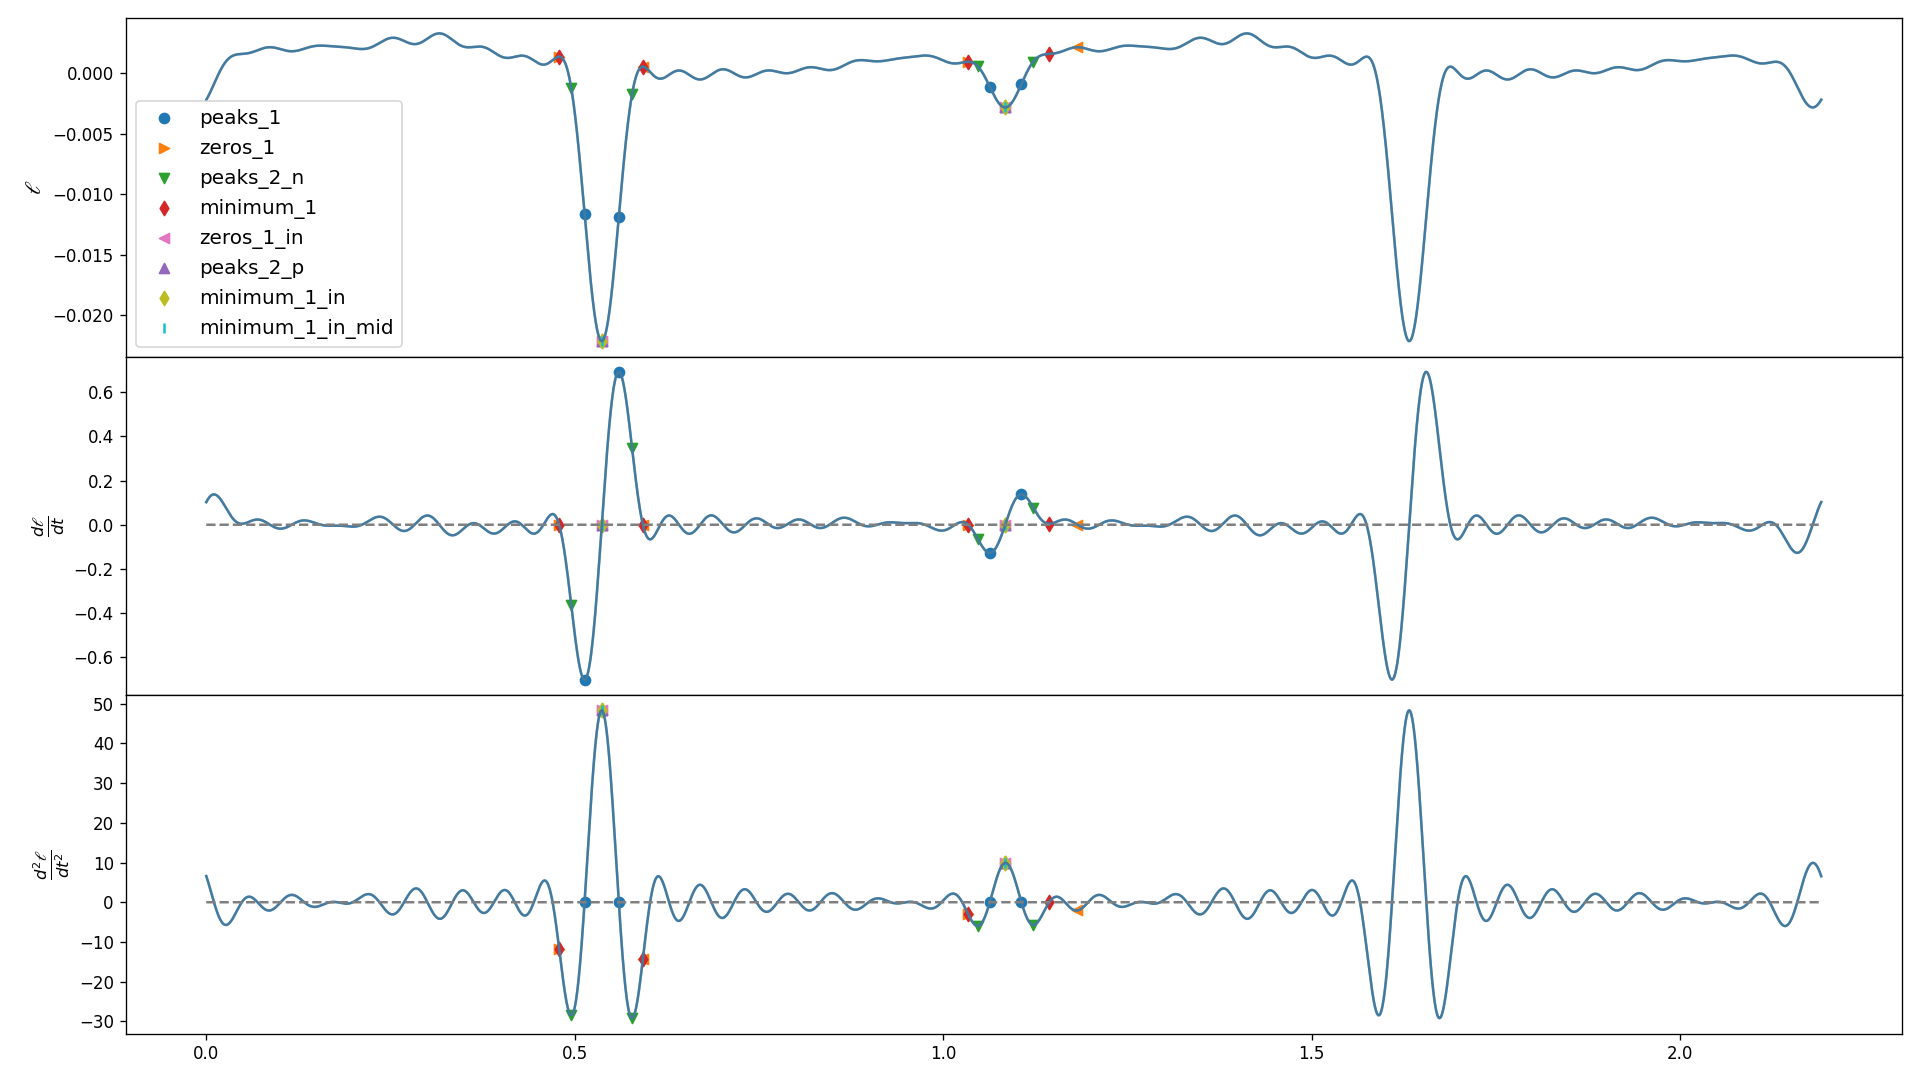 0.000
−0.005
−0.010
−0.015
−0.020
ℓ
peaks_1
zeros_1
peaks_2_n
minimum_1
zeros_1_in
peaks_2_p
minimum_1_in
minimum_1_in_mid
0.6
0.4
0.2
0.0
−0.2
−0.4
−0.6
dℓ/dt
50
40
30
20
10
0
−10
−20
−30
d²ℓ/dt²
0.0 0.5 1.0 1.5 2.0